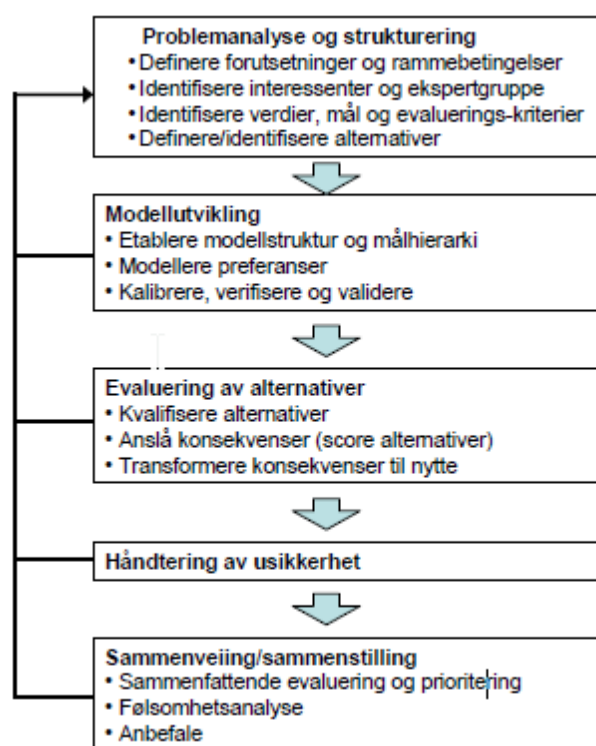 Problemanalyse og strukturering
•Definere forutsetninger og rammebetingelser
•Identifisere interessenter og ekspertgruppe
•Identifisere verdier, mål og evaluerings-kriterier
•Definere/identifisere alternativer
Modellutvikling
• Etablere modellstruktur og målhierarki
• Modellere preferanser
• Kalibrere, verifisere og validere
Evaluering av alternativer
• Kvalifisere alternativer
• Anslå konsekvenser (score alternativer)
• Transformere konsekvenser til nytte
Håndtering av usikkerhet
Sammenveiing/sammenstilling
• Sammenfattende evaluering og prioritering
• Følsomhetsanalyse
• Anbefale